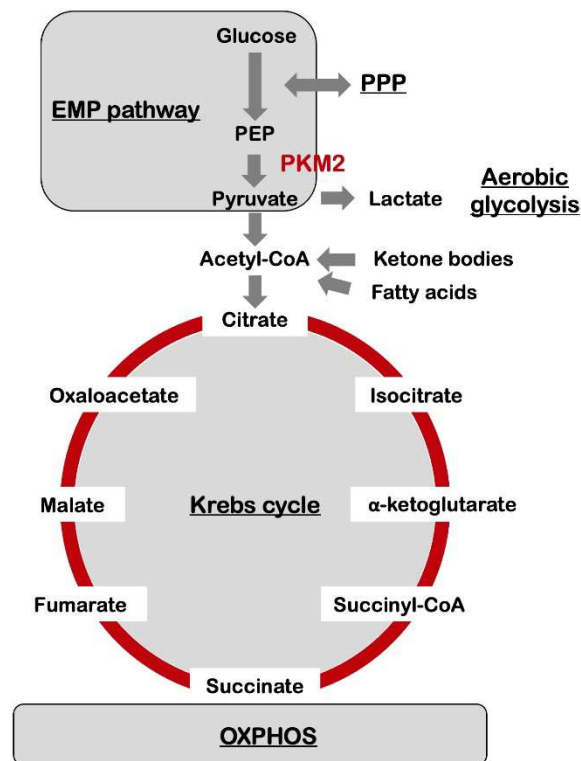 Glucose
PPP
EMP pathway
PEP
PKM2
Pyruvate
Lactate
Aerobic
glycolysis
Acetyl-CoA
Ketone bodies
Fatty acids
Citrate
Oxaloacetate
Isocitrate
Malate
Krebs cycle
α-ketoglutarate
Fumarate
Succinyl-CoA
Succinate
OXPHOS